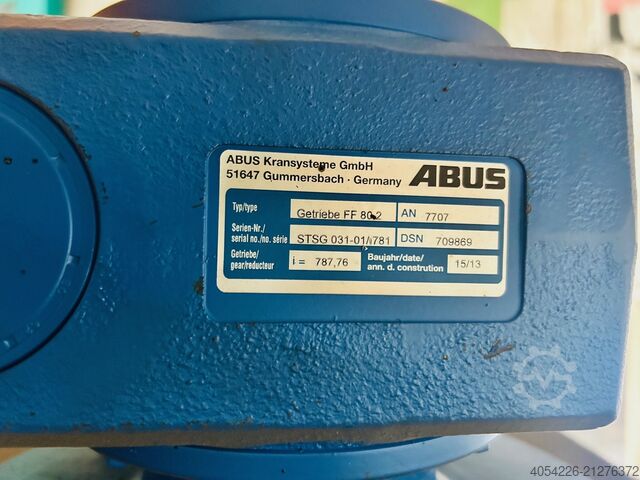 ABUS Kransysteme GmbH
51647 Gummersbach · Germany
ABUS
Typ/type Getriebe FF 80.2 AN 7707
Serien-Nr./
serial no./no. série STSG 031-01/ 781 DSN 709869
Getriebe/
gear/reducteur i = 787,76
Baujahr/date/
ann. d. constrution 15/13
4054226-21276372